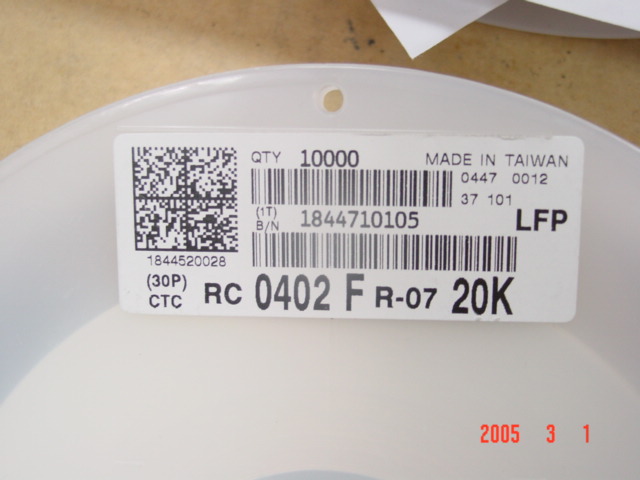 QTY 10000 MADE IN TAIWAN
0447 0012
37 101
(1T)
B/N 1844710105 LFP
1844520028
(30P)
CTC RC 0402 F R-07 20K
2005 3 1